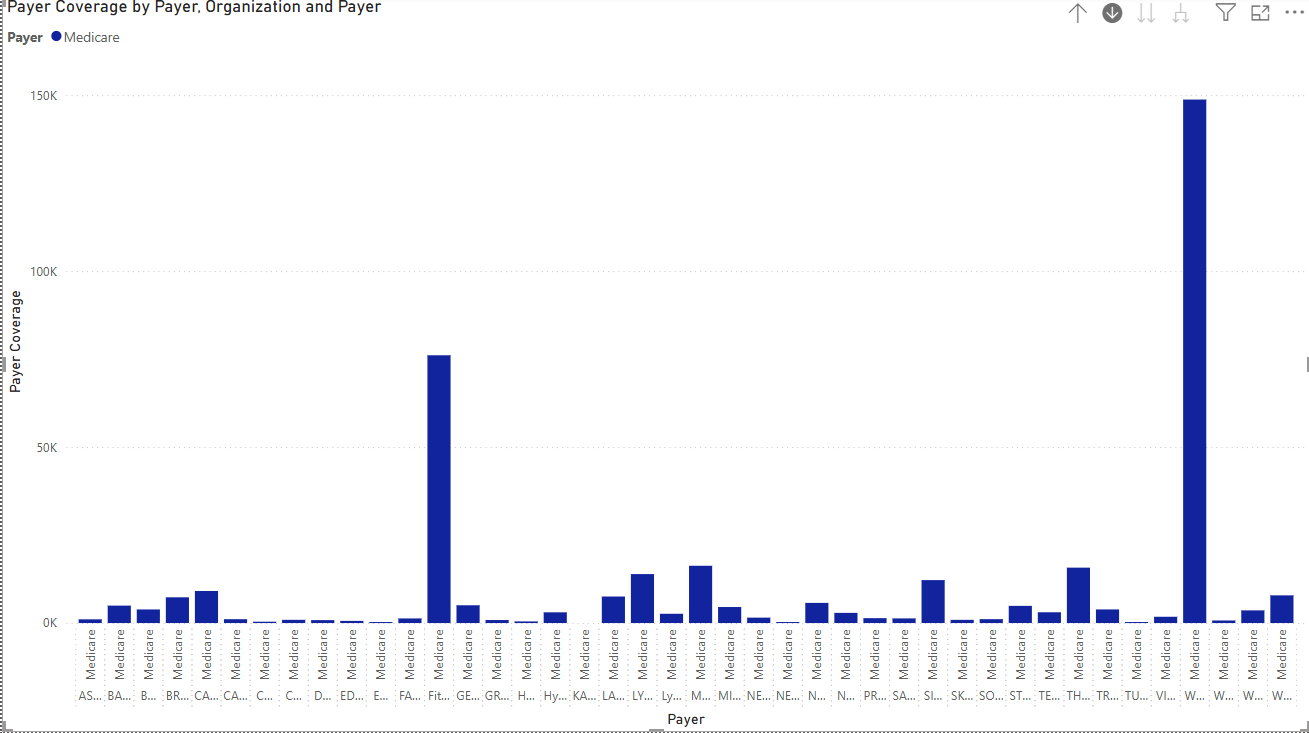 Payer Coverage by Payer, Organization and Payer
Payer Medicare
150K
100K
50K
0K
Payer Coverage
Medicare Medicare Medicare Medicare Medicare Medicare Medicare Medicare Medicare Medicare Medicare Medicare Medicare Medicare Medicare Medicare Medicare Medicare Medicare Medicare Medicare Medicare Medicare Medicare Medicare Medicare Medicare Medicare Medicare Medicare Medicare Medicare Medicare Medicare Medicare Medicare Medicare Medicare Medicare Medicare Medicare Medicare
AS... BA... B... BR... CA... CA... C... C... D... ED... E... FA... Fit... GE... GR... H... Hy... KA... LA... LY... Ly... M... MI... NE... NE... N... N... PR... SA... SI... SK... SO... ST... TE... TH... TR... TU... VI... W... W... W... W...
Payer